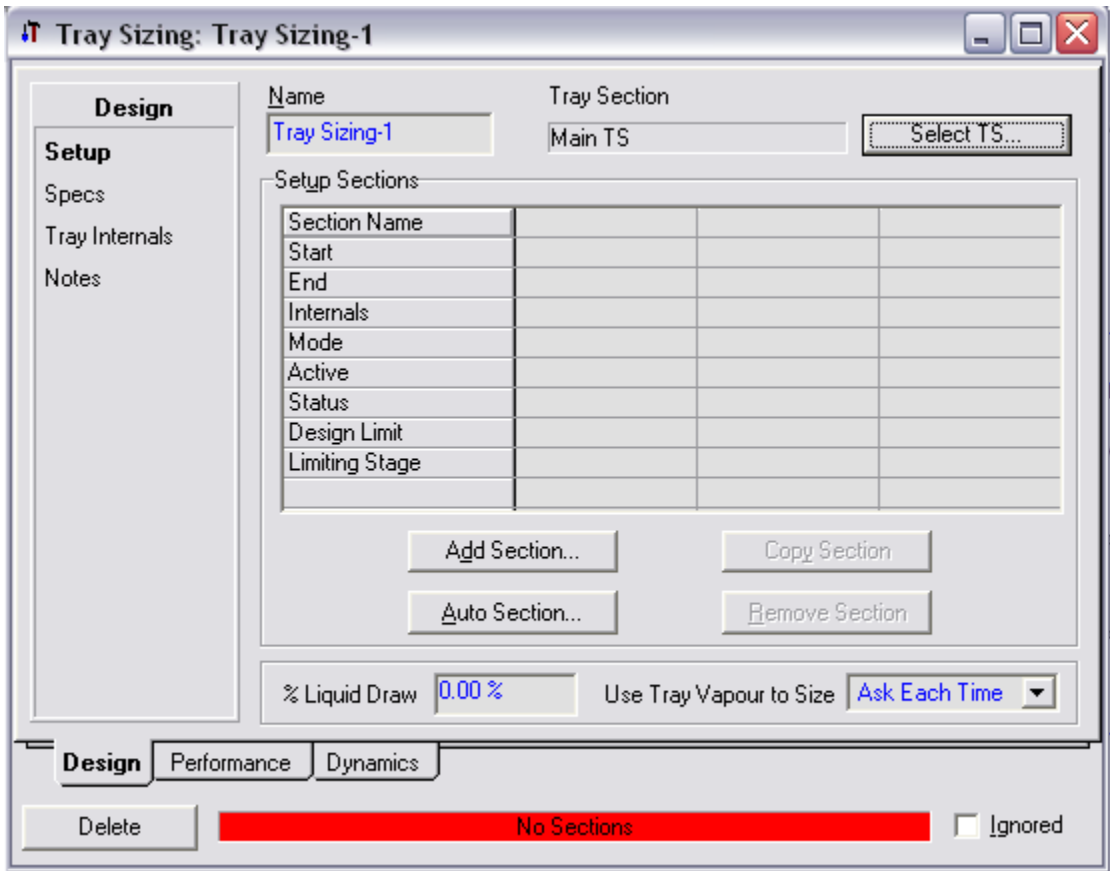 Tray Sizing: Tray Sizing-1
Design
Setup
Specs
Tray Internals
Notes
Name
Tray Sizing-1
Tray Section
Main TS
Select TS...
Setup Sections
Section Name
Start
End
Internals
Mode
Active
Status
Design Limit
Limiting Stage
Add Section...
Copy Section
Auto Section...
Remove Section
% Liquid Draw 0.00 %
Use Tray Vapour to Size Ask Each Time
Design Performance Dynamics
Delete
No Sections
Ignored